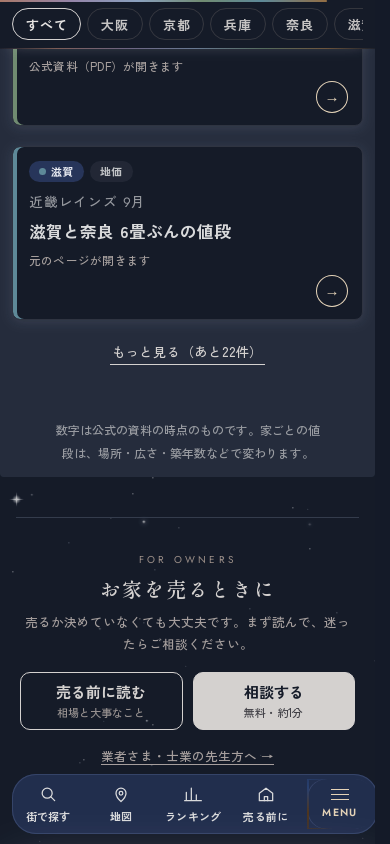 すべて
大阪
京都
兵庫
奈良
滋
公式資料（PDF）が開きます
→
滋賀
地価
近畿レインズ 9月
滋賀と奈良 6畳ぶんの値段
元のページが開きます
→
もっと見る（あと22件）
数字は公式の資料の時点のものです。家ごとの値
段は、場所・広さ・築年数などで変わります。
FOR OWNERS
お家を売るときに
売るか決めていなくても大丈夫です。まず読んで、迷っ
たらご相談ください。
売る前に読む
相場と大事なこと
相談する
無料・約1分
業者さま・士業の先生方へ →
街で探す
地図
ランキング
売る前に
MENU